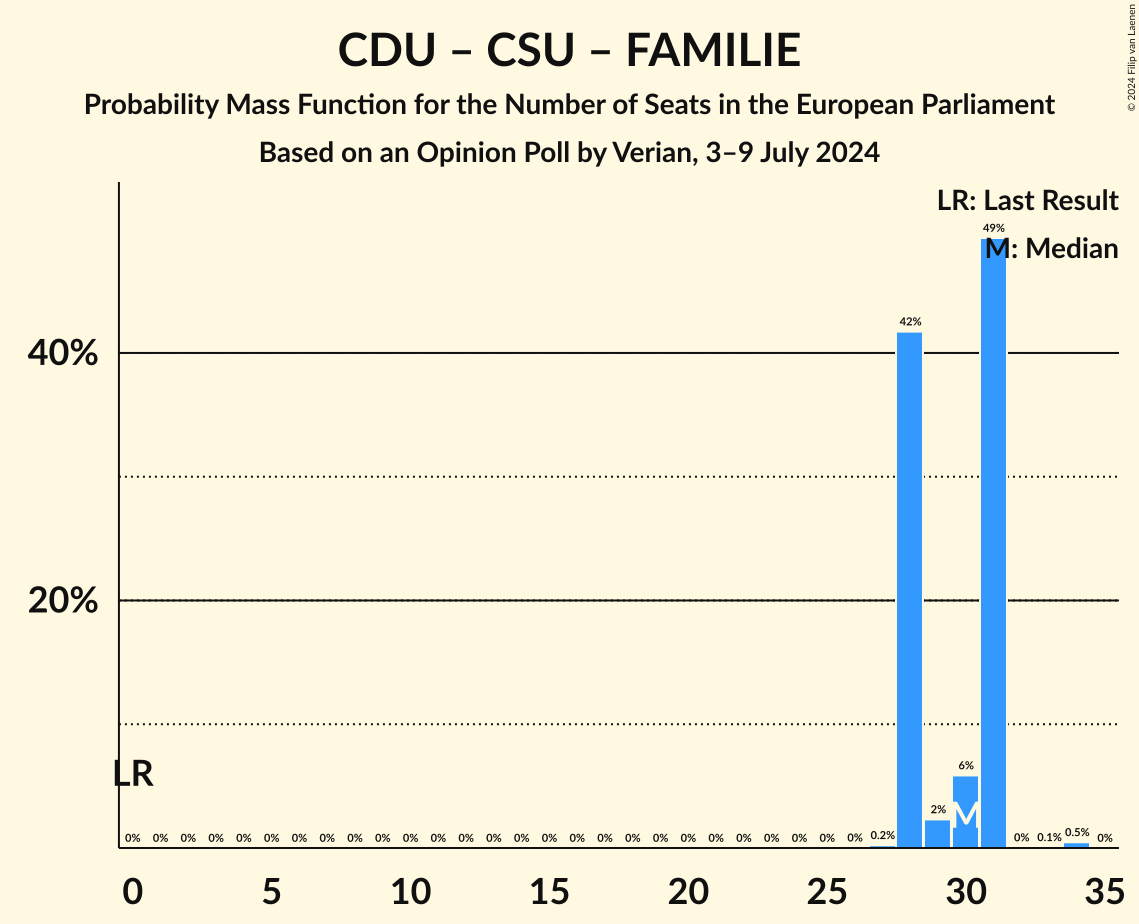 CDU – CSU – FAMILIE
Probability Mass Function for the Number of Seats in the European Parliament
Based on an Opinion Poll by Verian, 3–9 July 2024
© 2024 Filip van Laenen
LR: Last Result
M: Median
49%
42%
40%
20%
LR
6%
2%
M
0% 0% 0% 0% 0% 0% 0% 0% 0% 0% 0% 0% 0% 0% 0% 0% 0% 0% 0% 0% 0% 0% 0% 0% 0% 0% 0% 0.2% 0% 0.1% 0.5% 0%
0 5 10 15 20 25 30 35